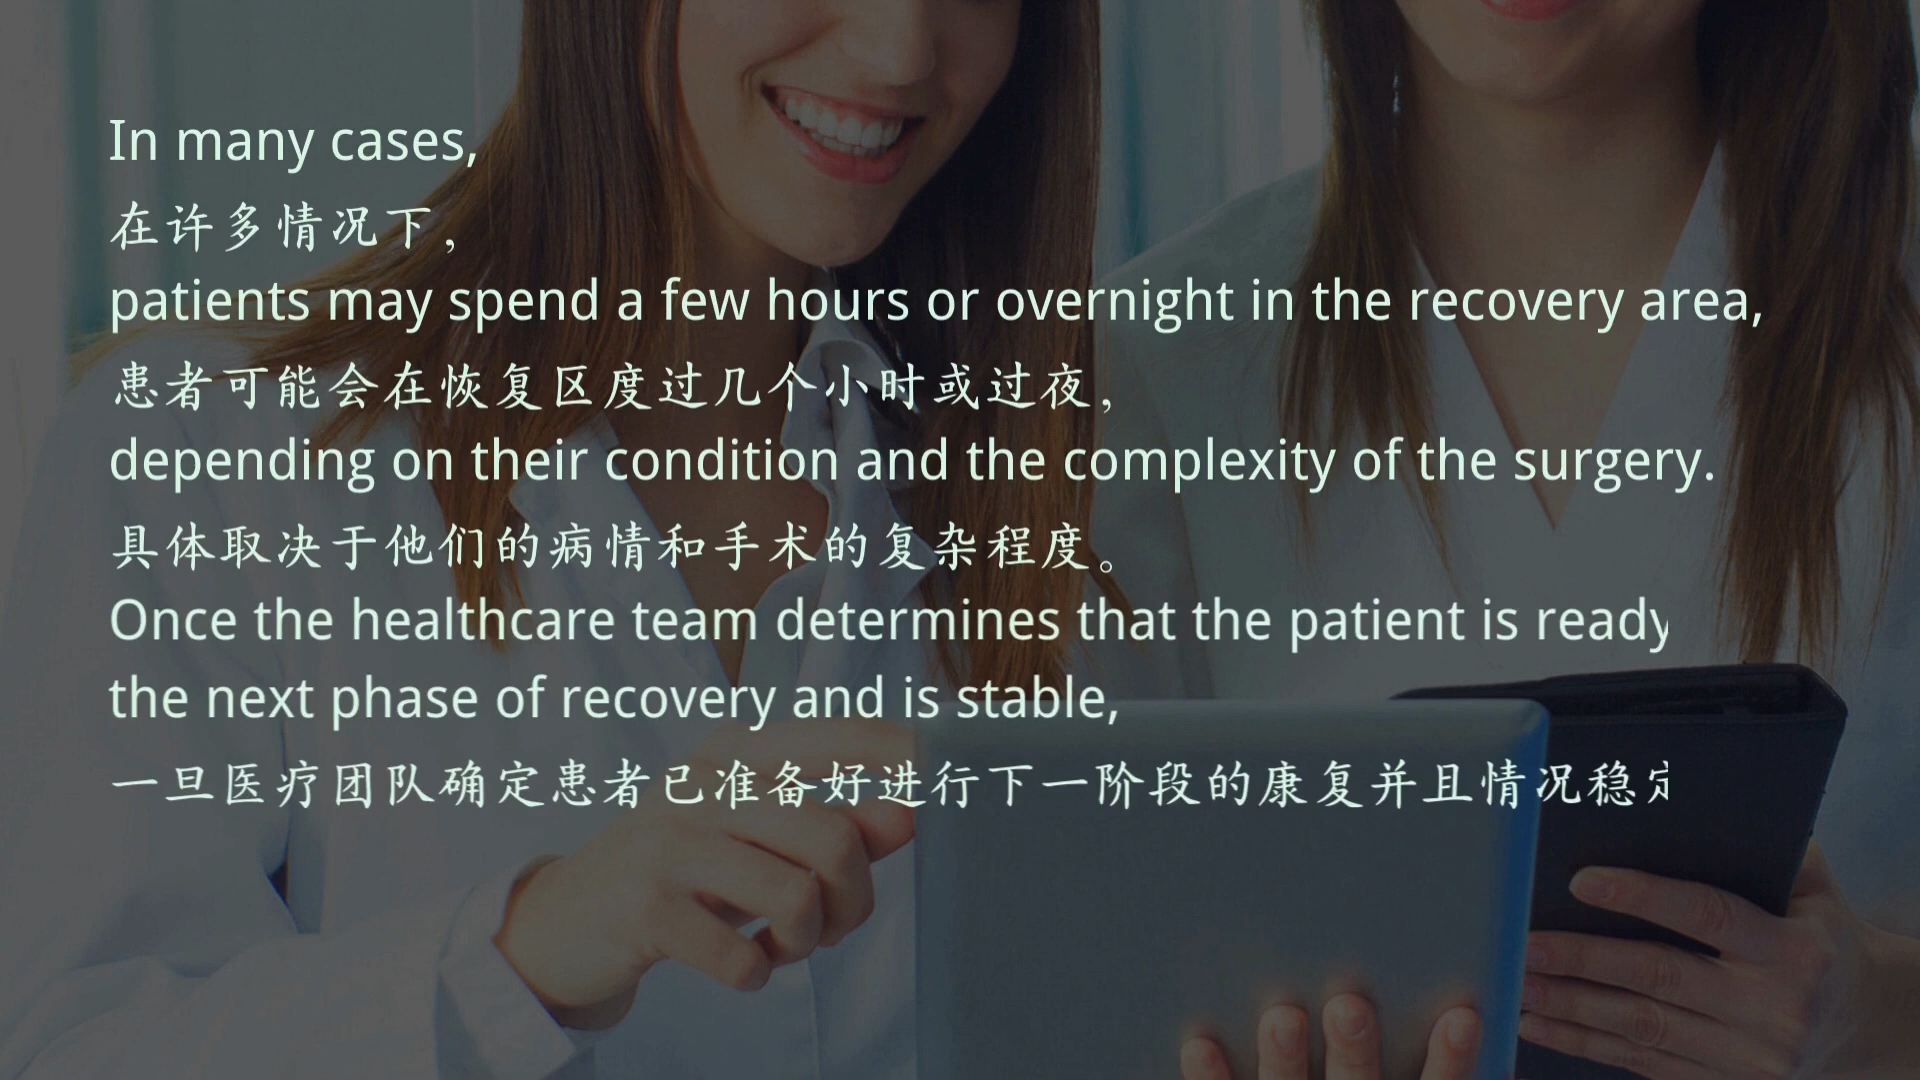 In many cases,
在许多情况下，
patients may spend a few hours or overnight in the recovery area,
患者可能会在恢复区度过几个小时或过夜，
depending on their condition and the complexity of the surgery.
具体取决于他们的病情和手术的复杂程度。
Once the healthcare team determines that the patient is ready
the next phase of recovery and is stable,
一旦医疗团队确定患者已准备好进行下一阶段的康复并且情况稳定